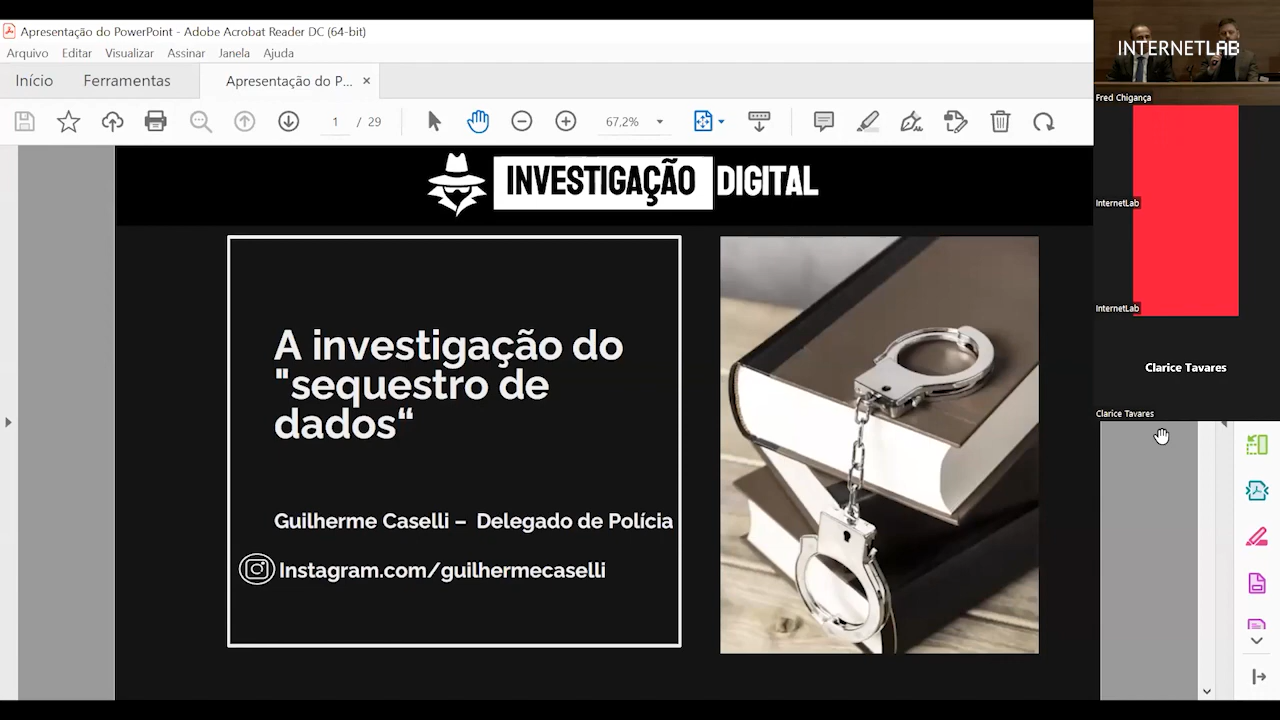 Apresentação do PowerPoint - Adobe Acrobat Reader DC (64-bit)
Arquivo Editar Visualizar Assinar Janela Ajuda
Início Ferramentas Apresentação do P... ×
1 / 29 67,2%
INVESTIGAÇÃO DIGITAL
A investigação do
"sequestro de
dados“
Guilherme Caselli – Delegado de Polícia
Instagram.com/guilhermecaselli
INTERNETLAB
Fred Chigança
InternetLab
InternetLab
Clarice Tavares
Clarice Tavares